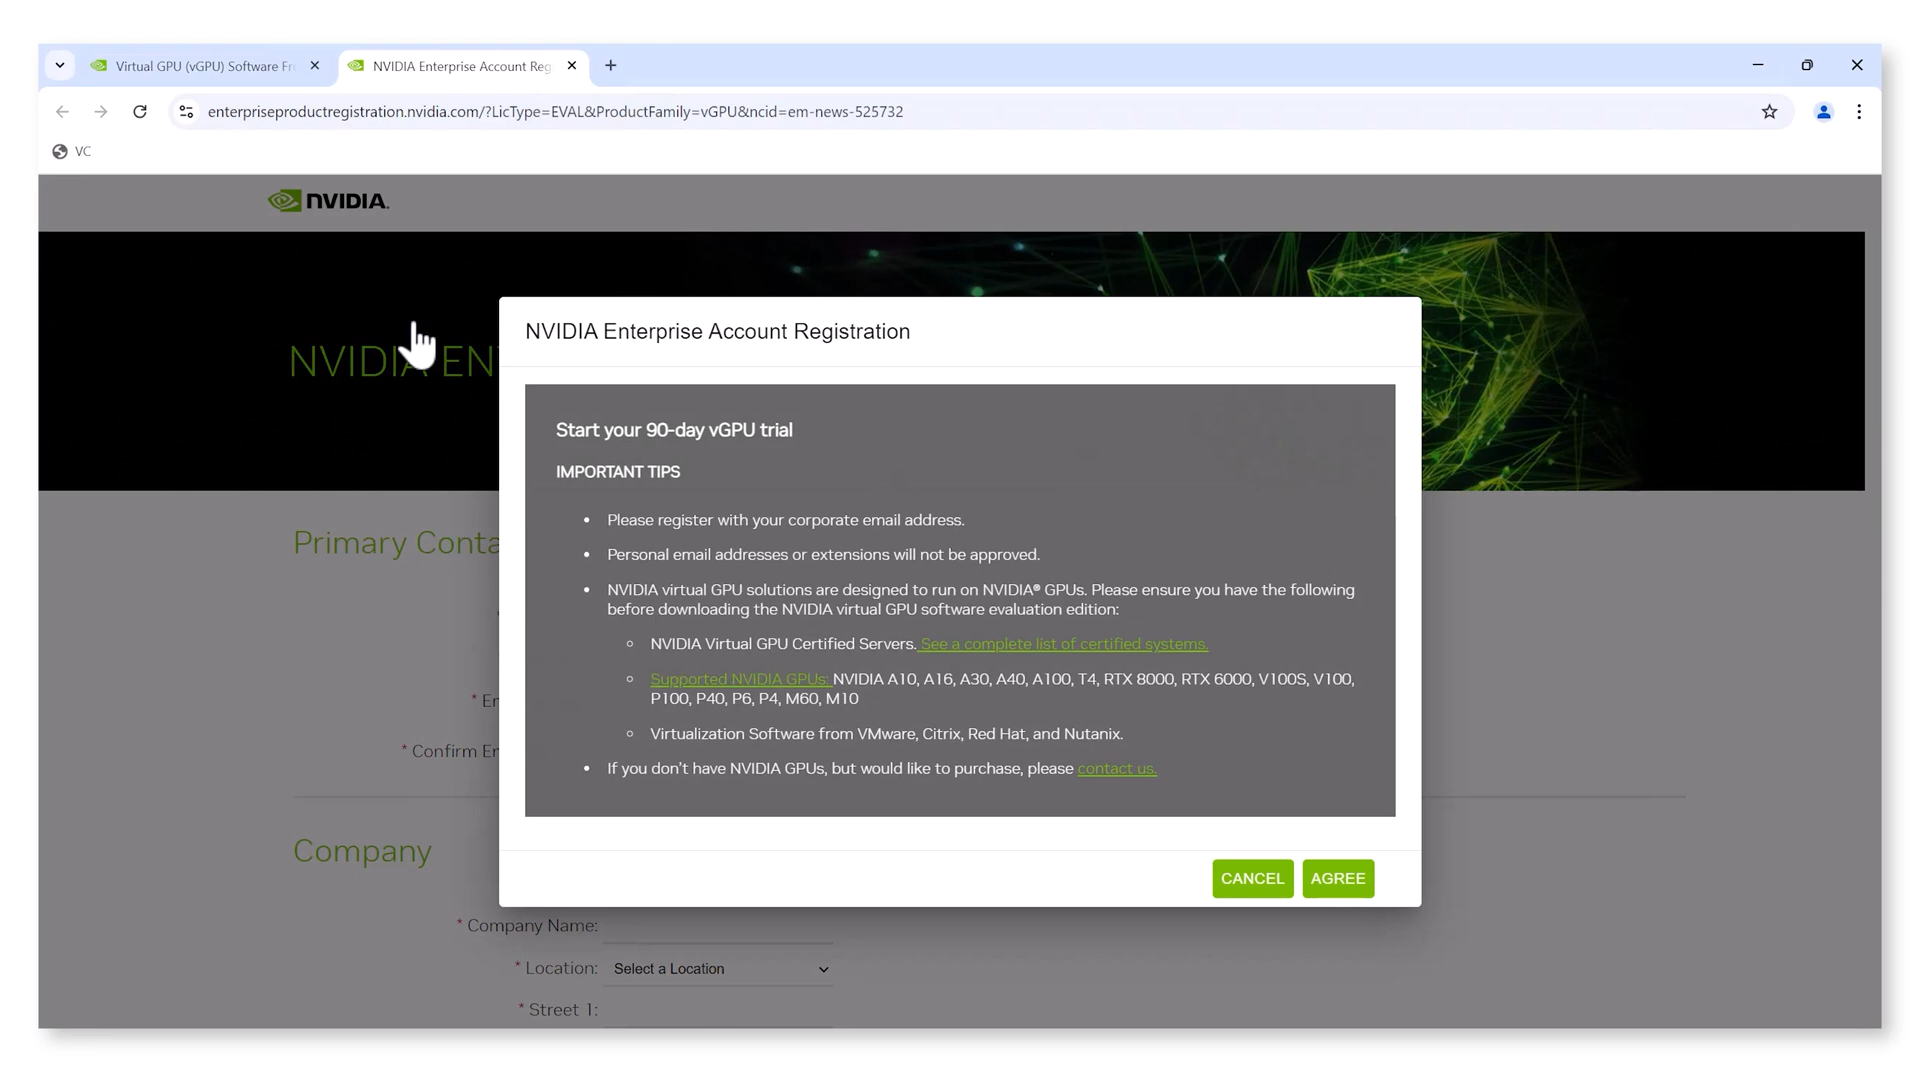 Virtual GPU (vGPU) Software Fr
NVIDIA Enterprise Account Reg
enterpriseproductregistration.nvidia.com/?LicType=EVAL&ProductFamily=vGPU&ncid=em-news-525732
VC
NVIDIA.
NVIDIA EN
NVIDIA Enterprise Account Registration
Start your 90-day vGPU trial
IMPORTANT TIPS
• Please register with your corporate email address.
• Personal email addresses or extensions will not be approved.
• NVIDIA virtual GPU solutions are designed to run on NVIDIA® GPUs. Please ensure you have the following
before downloading the NVIDIA virtual GPU software evaluation edition:
○ NVIDIA Virtual GPU Certified Servers. See a complete list of certified systems.
○ Supported NVIDIA GPUs: NVIDIA A10, A16, A30, A40, A100, T4, RTX 8000, RTX 6000, V100S, V100,
P100, P40, P6, P4, M60, M10
○ Virtualization Software from VMware, Citrix, Red Hat, and Nutanix.
• If you don't have NVIDIA GPUs, but would like to purchase, please contact us.
CANCEL AGREE
Primary Conta
* Em
* Confirm Em
Company
* Company Name:
* Location: Select a Location
* Street 1: